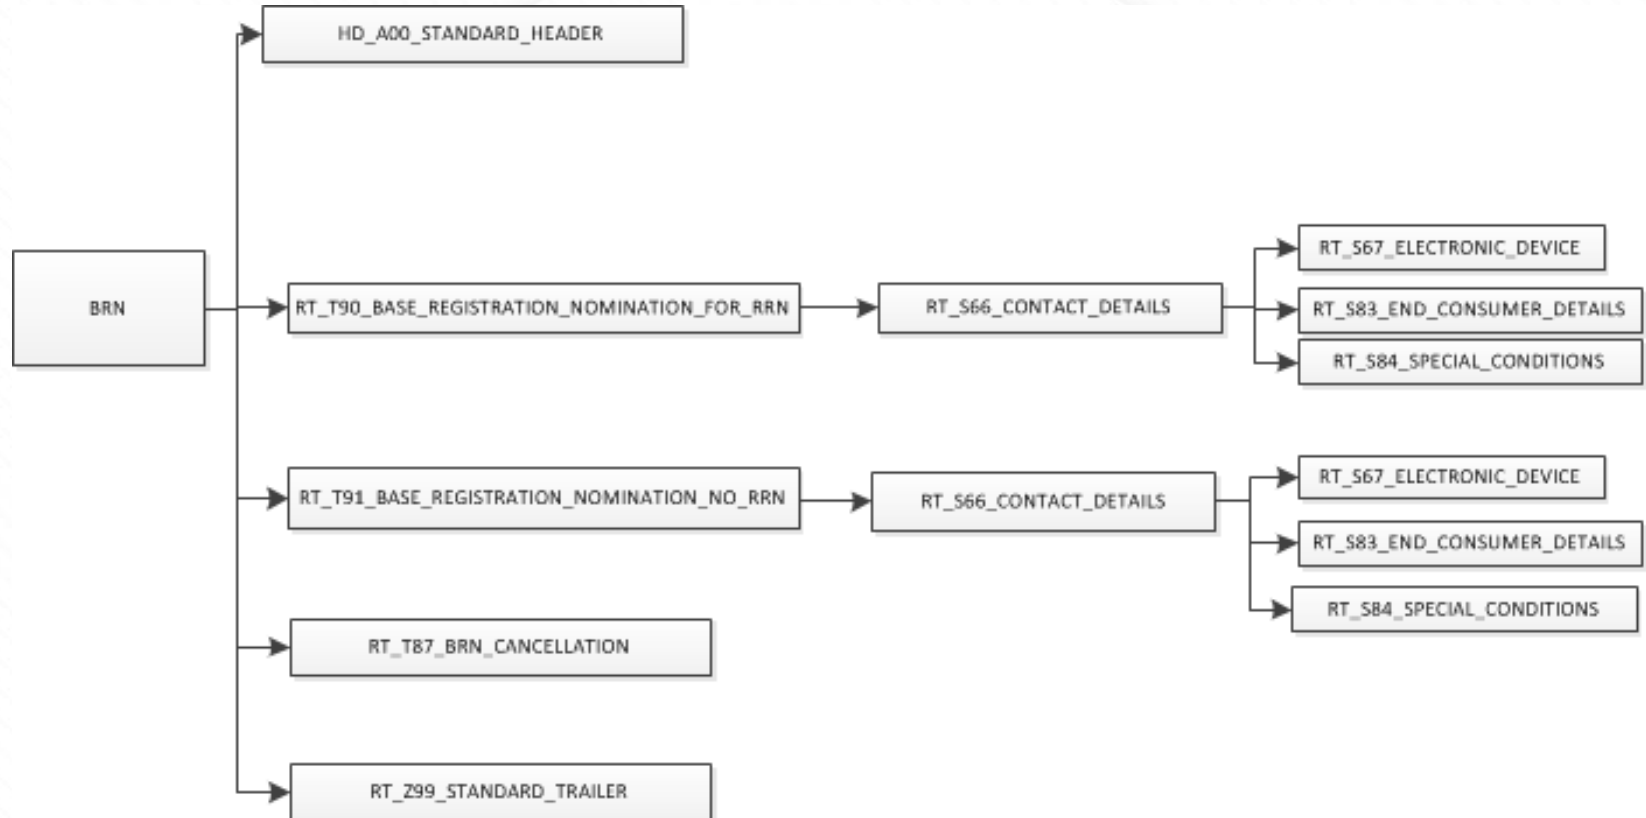 HD_A00_STANDARD_HEADER
BRN
RT_T90_BASE_REGISTRATION_NOMINATION_FOR_RRN
RT_S66_CONTACT_DETAILS
RT_S67_ELECTRONIC_DEVICE
RT_S83_END_CONSUMER_DETAILS
RT_S84_SPECIAL_CONDITIONS
RT_T91_BASE_REGISTRATION_NOMINATION_NO_RRN
RT_S66_CONTACT_DETAILS
RT_S67_ELECTRONIC_DEVICE
RT_S83_END_CONSUMER_DETAILS
RT_S84_SPECIAL_CONDITIONS
RT_T87_BRN_CANCELLATION
RT_Z99_STANDARD_TRAILER